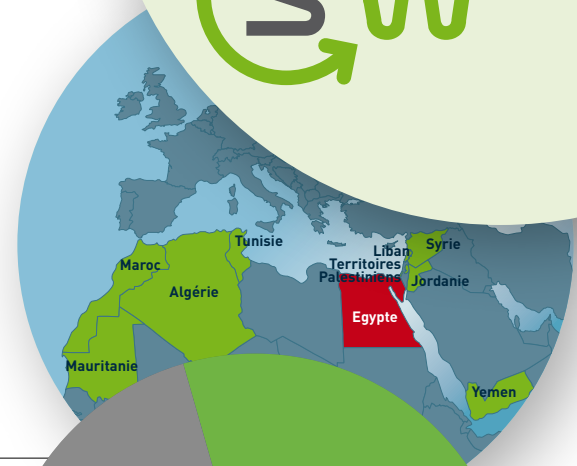 Tunisie
Liban
Syrie
Maroc
Territoires
Palestiniens
Jordanie
Algérie
Egypte
Mauritanie
Yemen